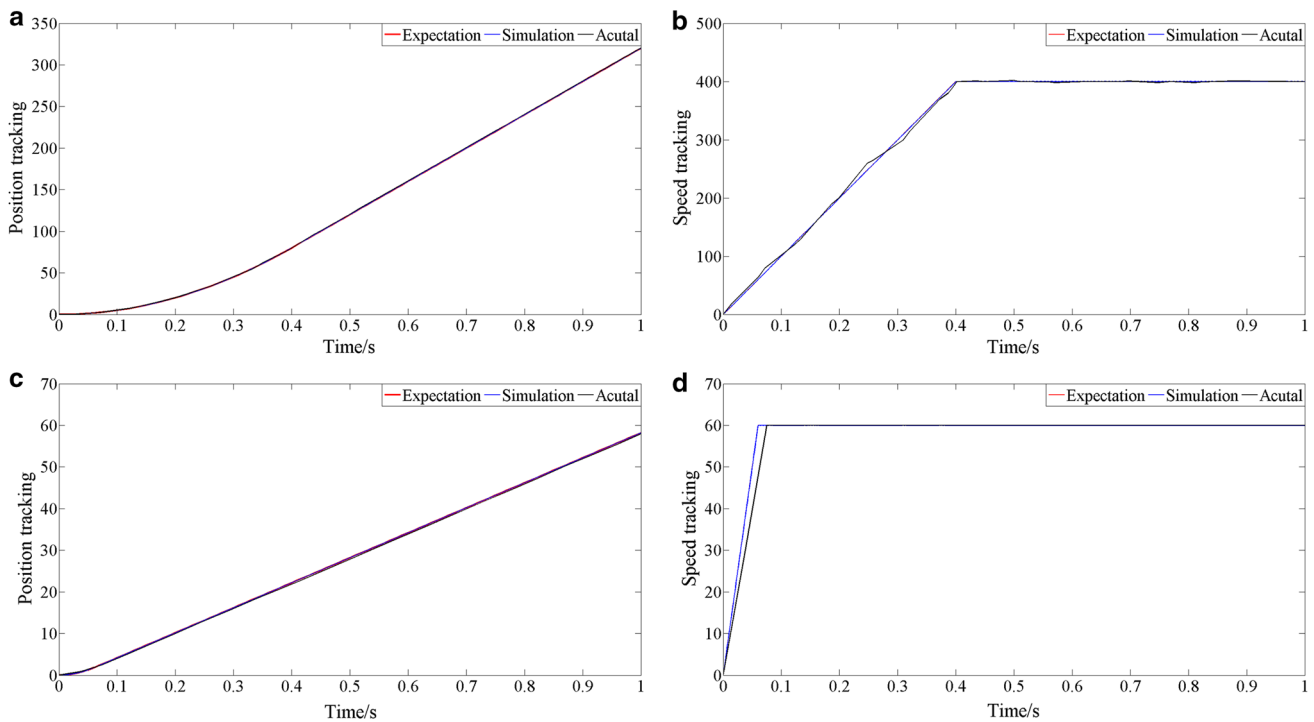 a
Expectation Simulation Acutal
350
300
250
200
150
100
50
0
Position tracking
0 0.1 0.2 0.3 0.4 0.5 0.6 0.7 0.8 0.9 1
Time/s
b
Expectation Simulation Acutal
500
400
300
200
100
0
Speed tracking
0 0.1 0.2 0.3 0.4 0.5 0.6 0.7 0.8 0.9 1
Time/s
c
Expectation Simulation Acutal
70
60
50
40
30
20
10
0
Position tracking
0 0.1 0.2 0.3 0.4 0.5 0.6 0.7 0.8 0.9 1
Time/s
d
Expectation Simulation Acutal
70
60
50
40
30
20
10
0
Speed tracking
0 0.1 0.2 0.3 0.4 0.5 0.6 0.7 0.8 0.9 1
Time/s